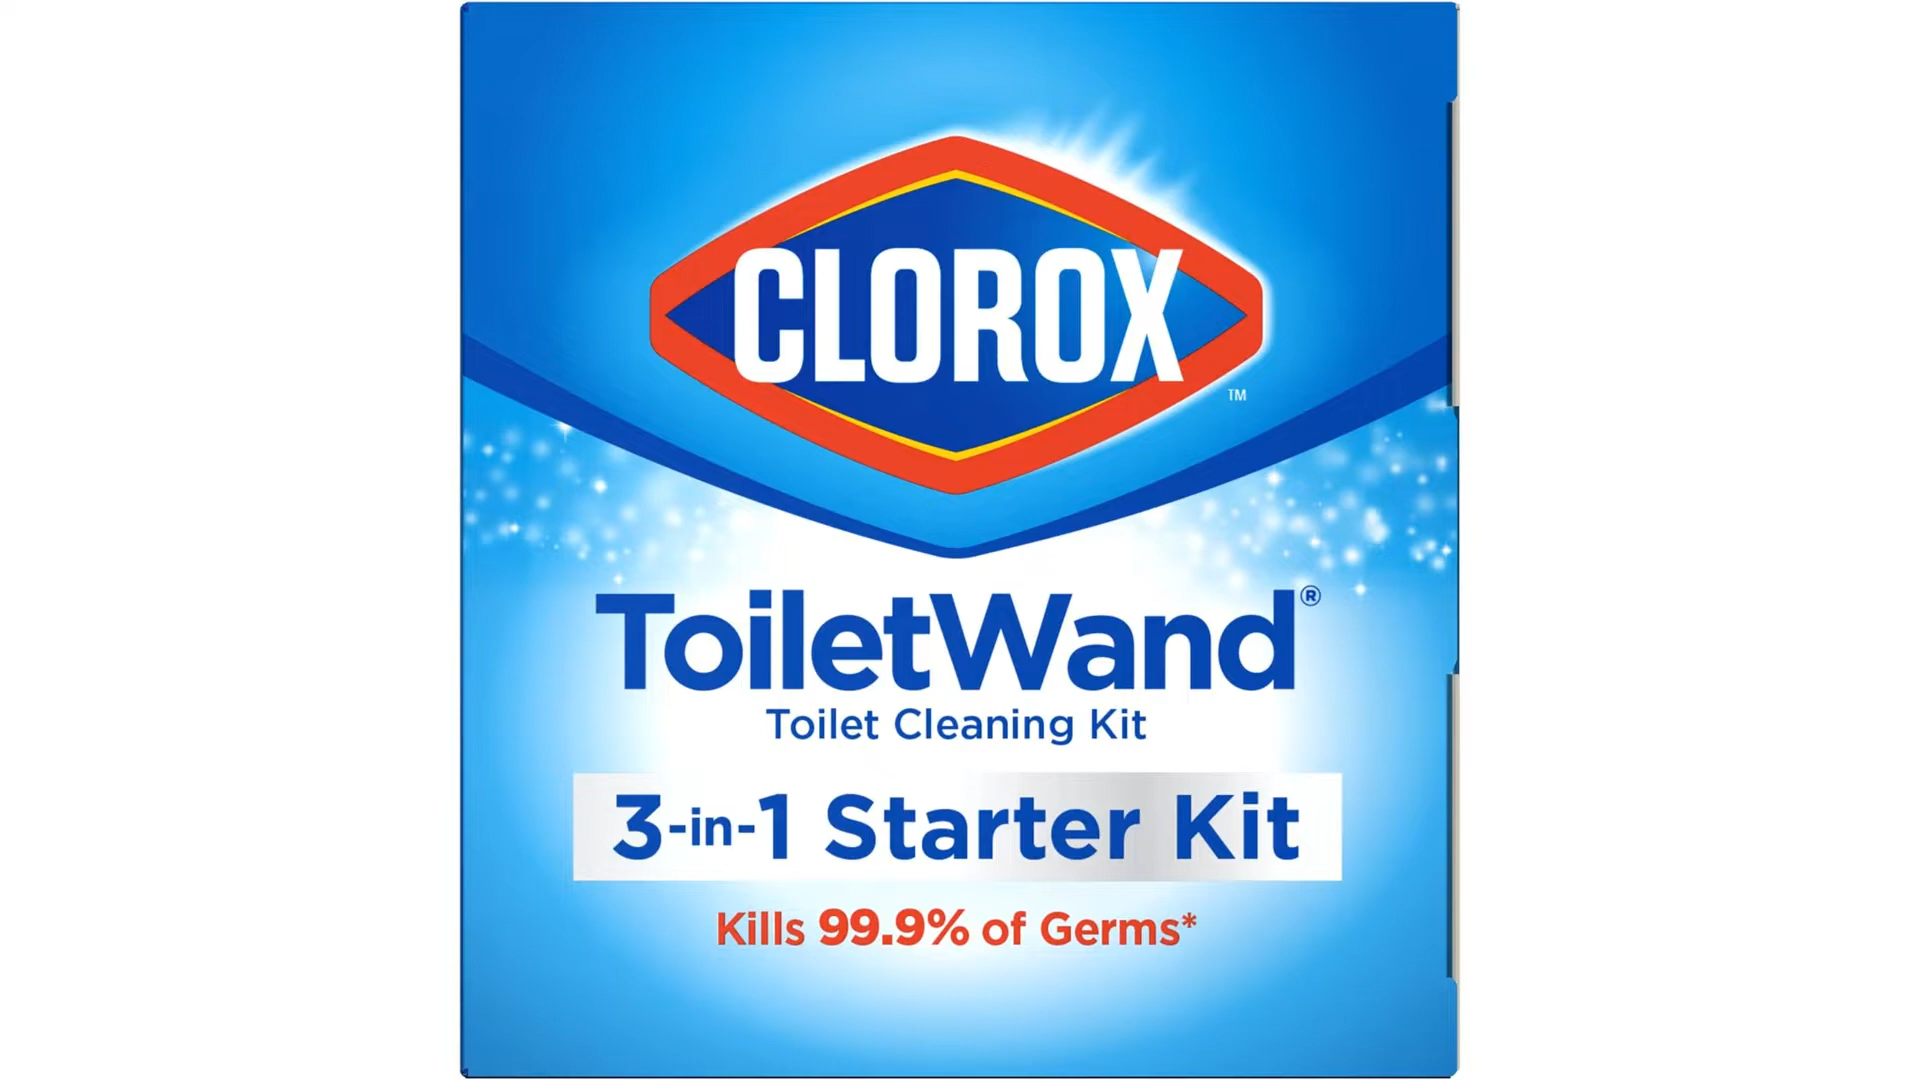 CLOROX
™
ToiletWand®
Toilet Cleaning Kit
3-in-1 Starter Kit
Kills 99.9% of Germs*